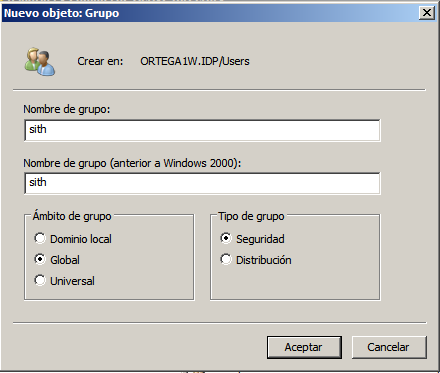 Nuevo objeto: Grupo
Crear en: ORTEGA1W.IDP/Users
Nombre de grupo:
sith
Nombre de grupo (anterior a Windows 2000):
sith
Ámbito de grupo
Dominio local
Global
Universal
Tipo de grupo
Seguridad
Distribución
Aceptar
Cancelar